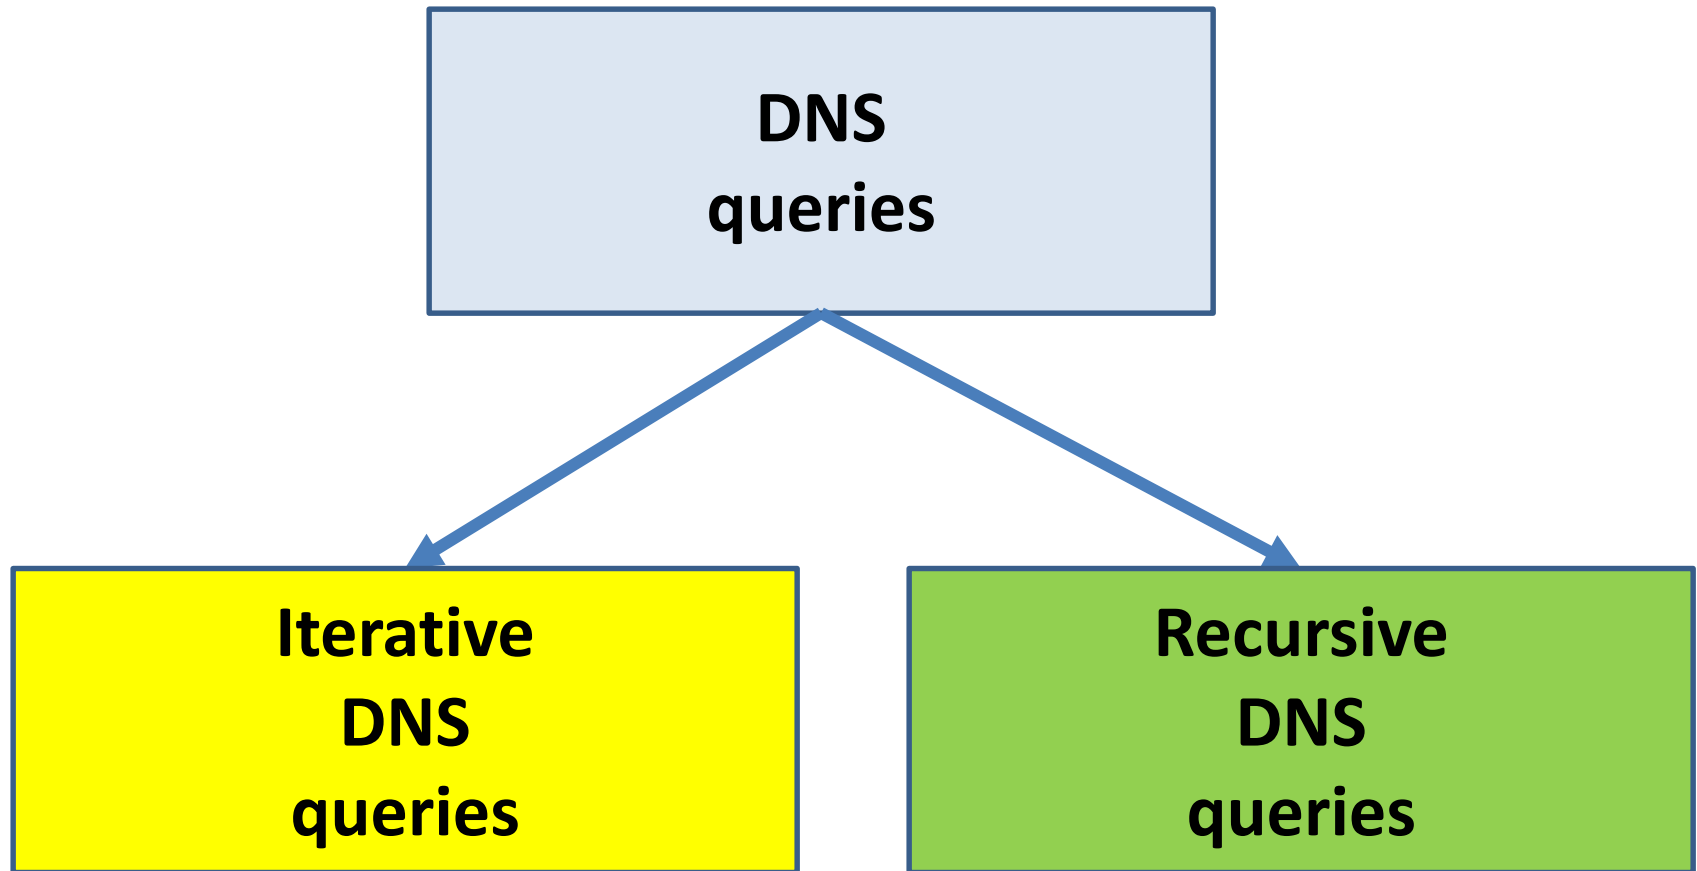 DNS
queries
Iterative
DNS
queries
Recursive
DNS
queries